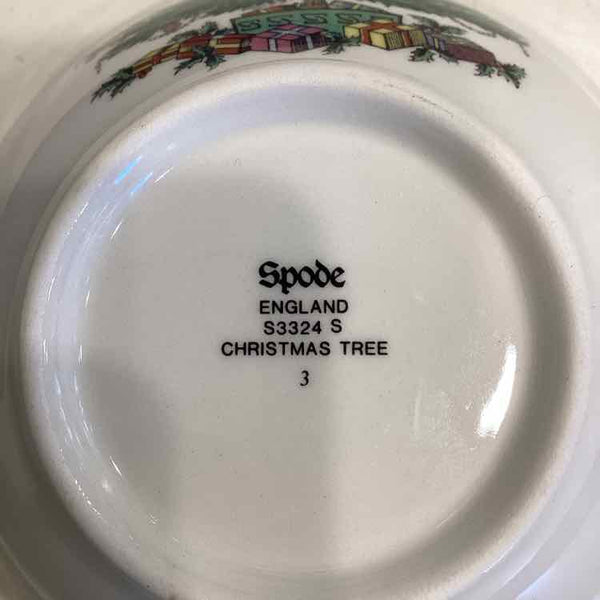 Spode
ENGLAND
S3324 S
CHRISTMAS TREE
3